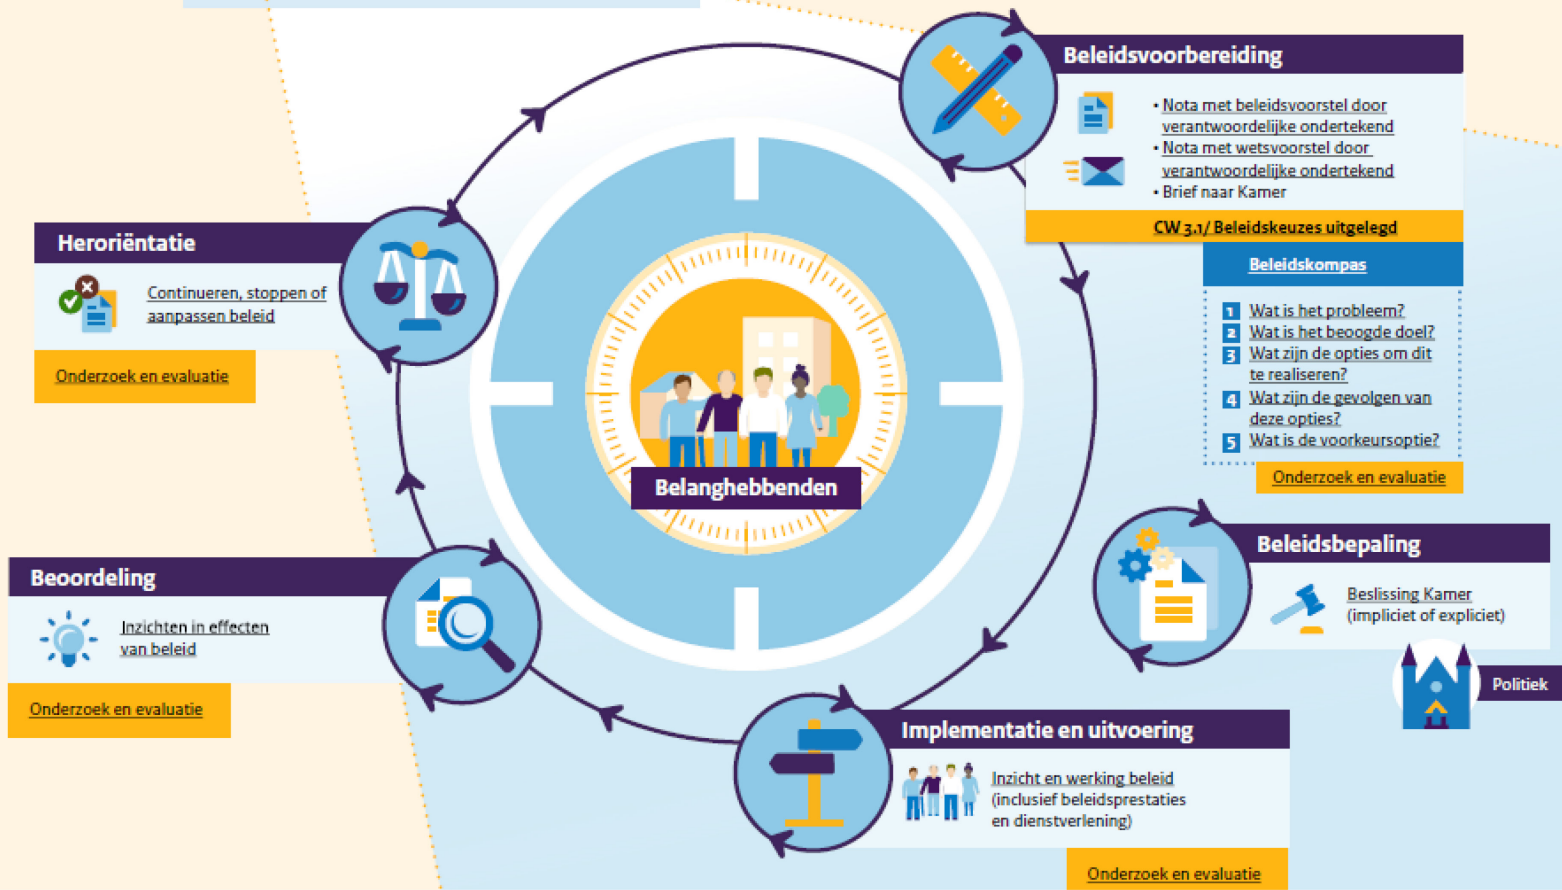 Beleidsvoorbereiding
• Nota met beleidsvoorstel door
verantwoordelijke ondertekend
• Nota met wetsvoorstel door
verantwoordelijke ondertekend
• Brief naar Kamer
CW 3.1/ Beleidskeuzes uitgelegd
Beleidskompas
1 Wat is het probleem?
2 Wat is het beoogde doel?
3 Wat zijn de opties om dit
te realiseren?
4 Wat zijn de gevolgen van
deze opties?
5 Wat is de voorkeursoptie?
Onderzoek en evaluatie
Beleidsbepaling
Beslissing Kamer
(impliciet of expliciet)
Politiek
Implementatie en uitvoering
Inzicht en werking beleid
(inclusief beleidsprestaties
en dienstverlening)
Onderzoek en evaluatie
Beoordeling
Inzichten in effecten
van beleid
Onderzoek en evaluatie
Heroriëntatie
Continueren, stoppen of
aanpassen beleid
Onderzoek en evaluatie
Belanghebbenden